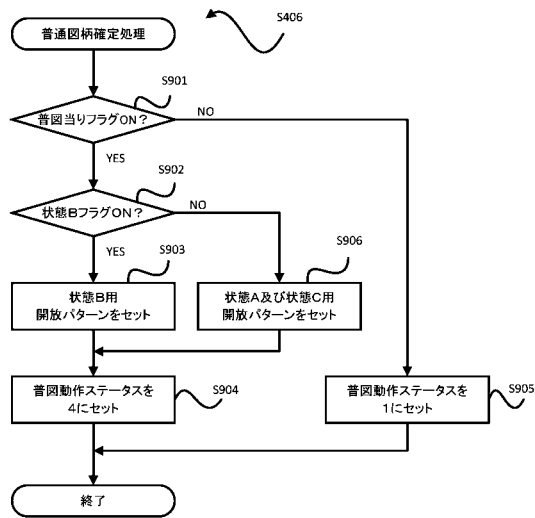 普通図柄確定処理
S406
S901
普図当りフラグON？
NO
YES
S902
状態BフラグON？
NO
YES
S903
S906
状態B用
開放パターンをセット
状態A及び状態C用
開放パターンをセット
普図動作ステータスを
4にセット
S904
普図動作ステータスを
1にセット
S905
終了